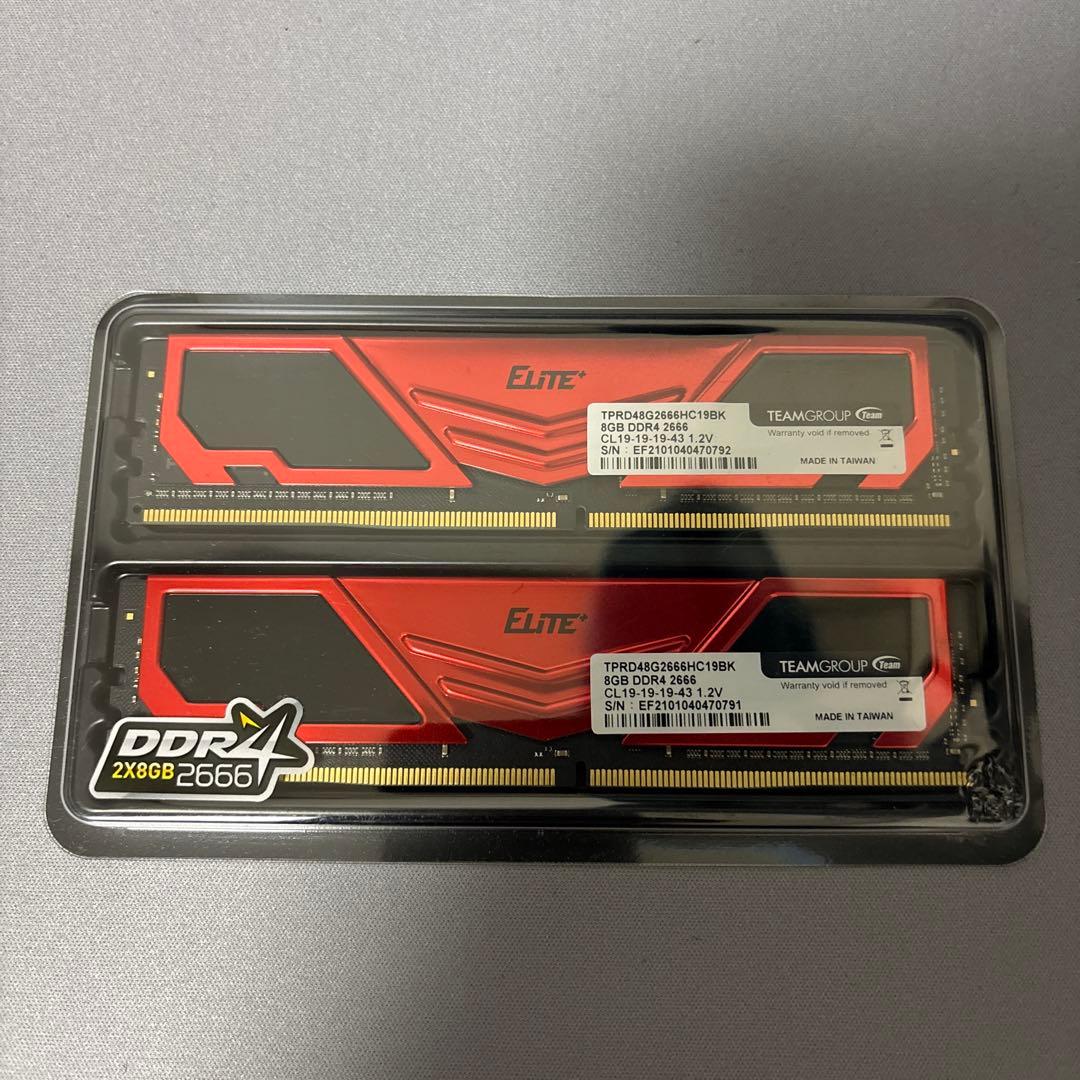 ELITE+
TPRD48G2666HC19BK
8GB DDR4 2666
CL19-19-19-43 1.2V
S/N : EF2101040470792
TEAMGROUP Team
Warranty void if removed
MADE IN TAIWAN
ELITE+
TPRD48G2666HC19BK
8GB DDR4 2666
CL19-19-19-43 1.2V
S/N : EF2101040470791
TEAMGROUP Team
Warranty void if removed
MADE IN TAIWAN
DDR4
2X8GB 2666